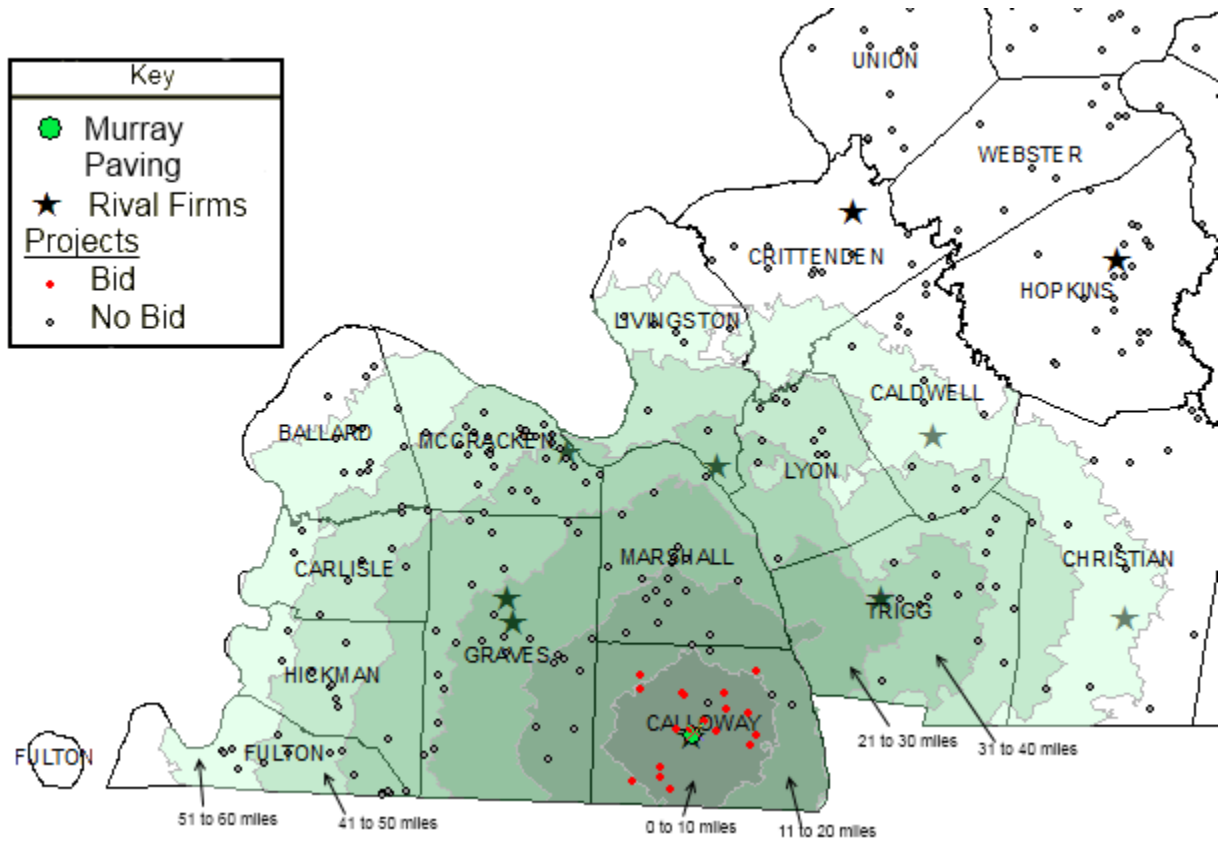 Key
Murray
Paving
Rival Firms
Projects
Bid
No Bid
UNION
WEBSTER
CRITTENDEN
HOPKINS
LIVINGSTON
CALDWELL
BALLARD
MCCRACKEN
LYON
MARSHALL
CHRISTIAN
CARLISLE
TRIGG
GRAVES
HICKMAN
CALLOWAY
FULTON
FULTON
21 to 30 miles
31 to 40 miles
51 to 60 miles
41 to 50 miles
0 to 10 miles
11 to 20 miles